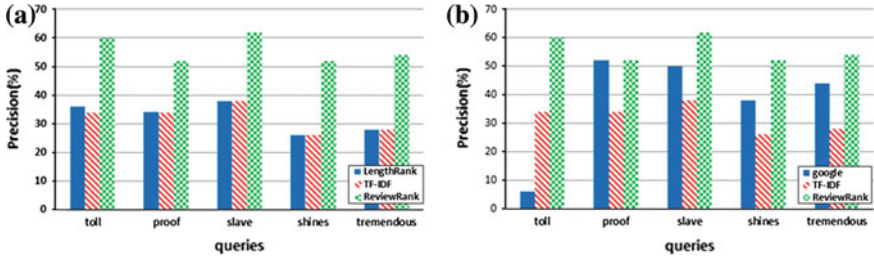 (a)
Precision(%)
70
60
50
40
30
20
10
0
toll proof slave shines tremendous
queries
LengthRank
TF-IDF
ReviewRank
(b)
Precision(%)
70
60
50
40
30
20
10
0
toll proof slave shines tremendous
queries
google
TF-IDF
ReviewRank